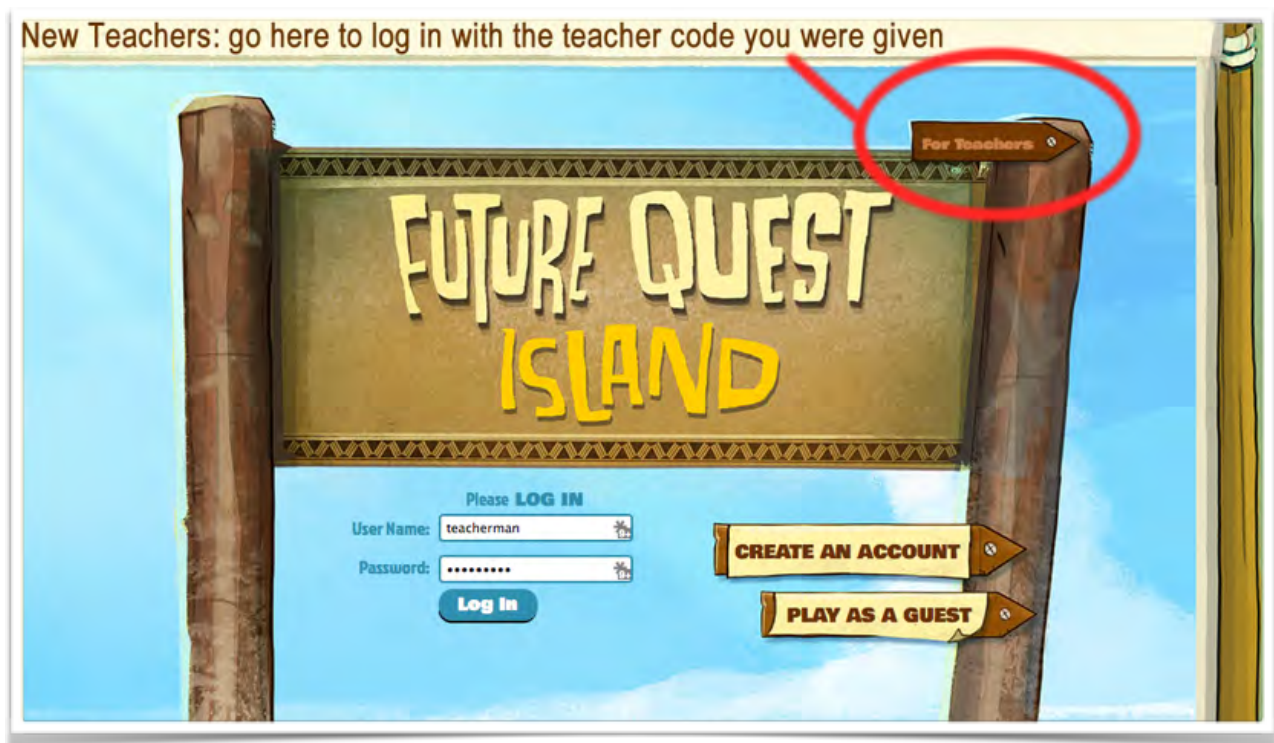 New Teachers: go here to log in with the teacher code you were given
For Teachers
FUTURE QUEST
ISLAND
Please LOG IN
User Name: teacherman
Password: •••••••••
Log In
CREATE AN ACCOUNT
PLAY AS A GUEST